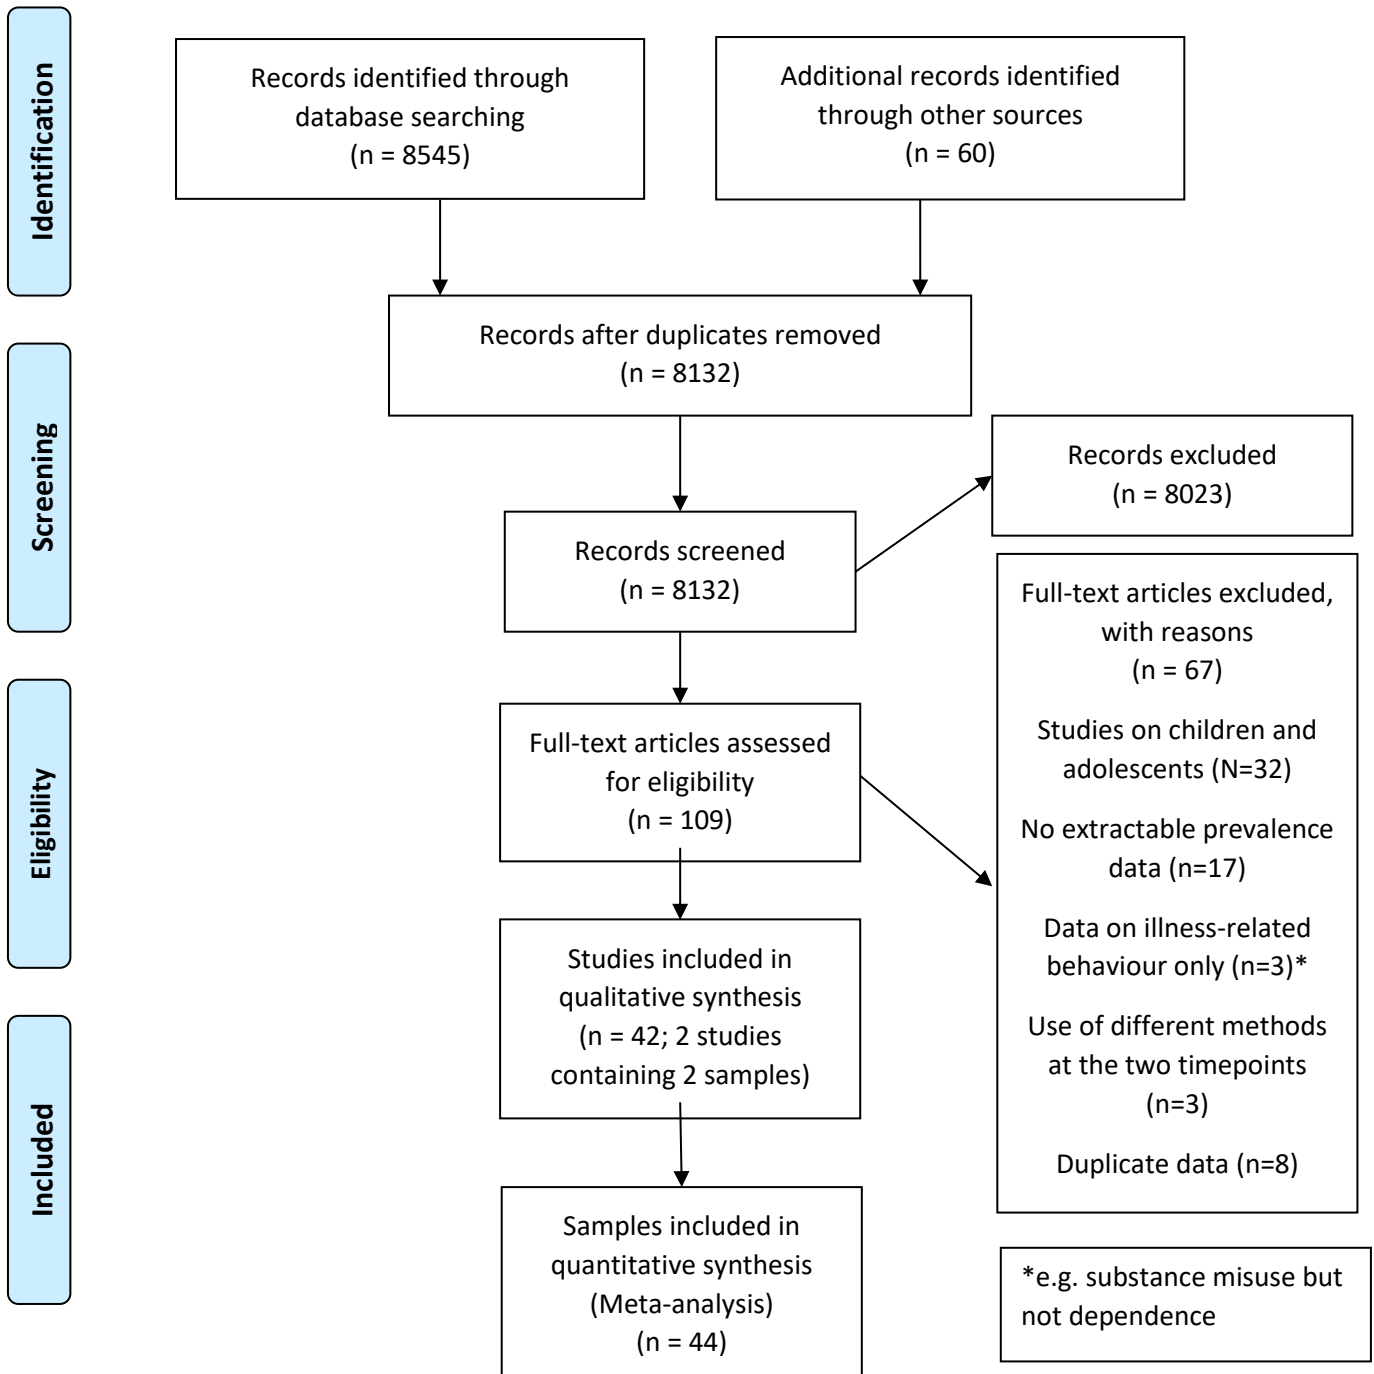 Identification
Records identified through
database searching
(n = 8545)
Additional records identified
through other sources
(n = 60)
Records after duplicates removed
(n = 8132)
Screening
Records screened
(n = 8132)
Records excluded
(n = 8023)
Eligibility
Full-text articles assessed
for eligibility
(n = 109)
Full-text articles excluded,
with reasons
(n = 67)
Studies on children and
adolescents (N=32)
No extractable prevalence
data (n=17)
Data on illness-related
behaviour only (n=3)*
Use of different methods
at the two timepoints
(n=3)
Duplicate data (n=8)
Studies included in
qualitative synthesis
(n = 42; 2 studies
containing 2 samples)
Included
Samples included in
quantitative synthesis
(Meta-analysis)
(n = 44)
*e.g. substance misuse but
not dependence